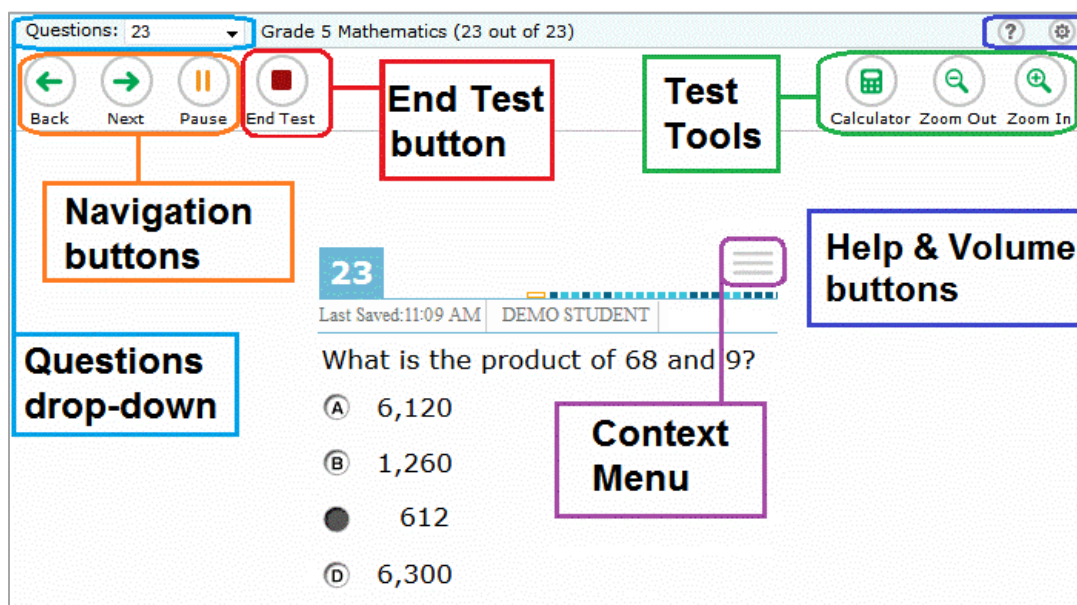 Questions: 23 Grade 5 Mathematics (23 out of 23) ?
Back Next Pause End Test Calculator Zoom Out Zoom In
End Test
button
Test
Tools
Navigation
buttons
Help & Volume
buttons
23
Last Saved:11:09 AM DEMO STUDENT
Questions
drop-down
What is the product of 68 and 9?
A 6,120
B 1,260
612
D 6,300
Context
Menu